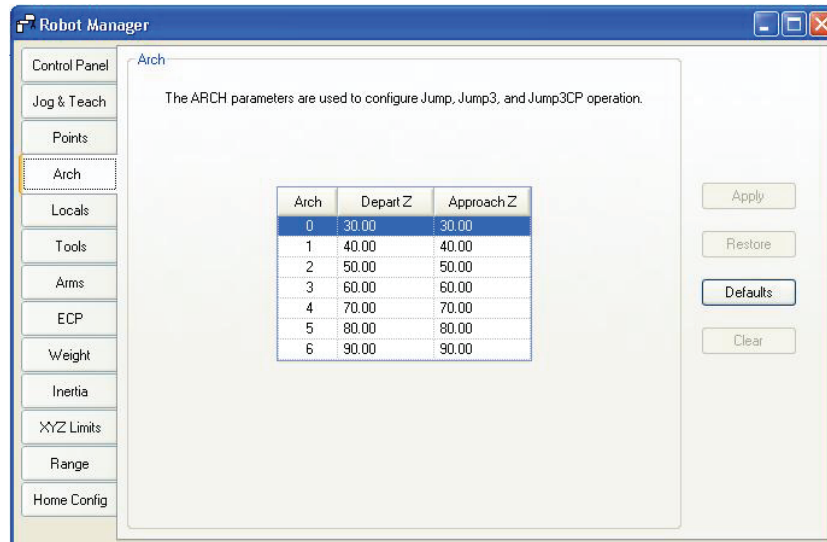 Robot Manager
Control Panel
Jog & Teach
Points
Arch
Locals
Tools
Arms
ECP
Weight
Inertia
XYZ Limits
Range
Home Config
Arch
The ARCH parameters are used to configure Jump, Jump3, and Jump3CP operation.
Arch Depart Z Approach Z
0 30.00 30.00
1 40.00 40.00
2 50.00 50.00
3 60.00 60.00
4 70.00 70.00
5 80.00 80.00
6 90.00 90.00
Apply
Restore
Defaults
Clear